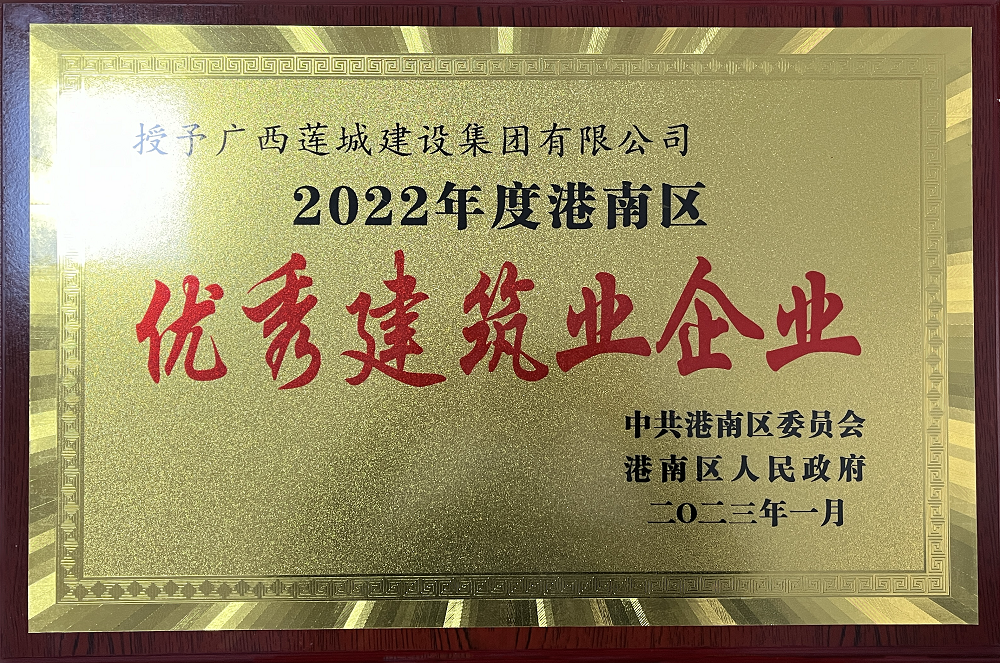 授予广西莲城建设集团有限公司
2022年度港南区
优秀建筑业企业
中共港南区委员会
港南区人民政府
二〇二三年一月